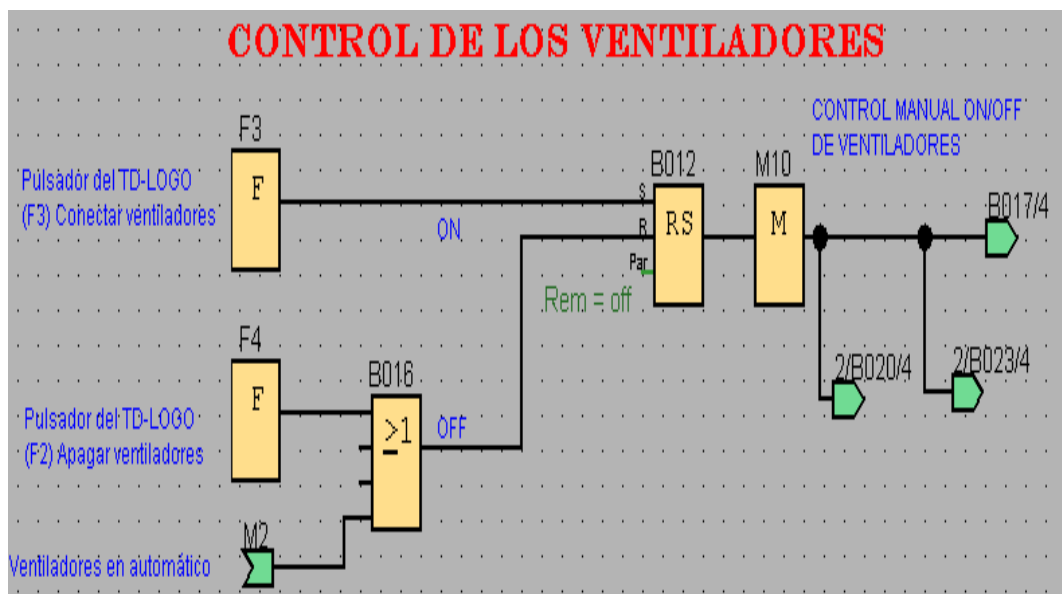 CONTROL DE LOS VENTILADORES
CONTROL MANUAL ON/OFF
DE VENTILADORES
F3
F
Pulsador del TD-LOGO
(F3) Conectar ventiladores
ON
B012
S
R
Par
RS
Rem = off
M10
M
B017/4
2/B020/4
2/B023/4
F4
F
Pulsador del TD-LOGO
(F2) Apagar ventiladores
B016
≥1
OFF
M2
Ventiladores en automático